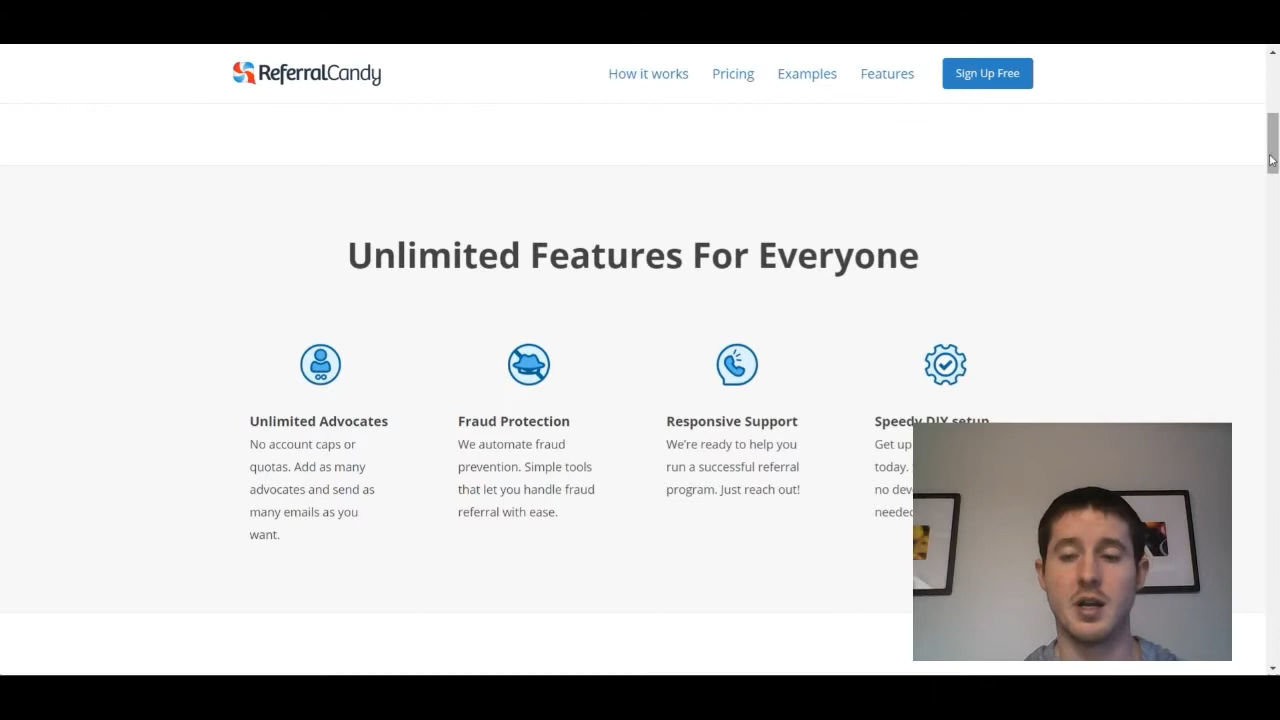 ReferralCandy
How it works Pricing Examples Features Sign Up Free
Unlimited Features For Everyone
Unlimited Advocates
No account caps or
quotas. Add as many
advocates and send as
many emails as you
want.
Fraud Protection
We automate fraud
prevention. Simple tools
that let you handle fraud
referral with ease.
Responsive Support
We're ready to help you
run a successful referral
program. Just reach out!
Speedy DIY setup
Get up
today.
no